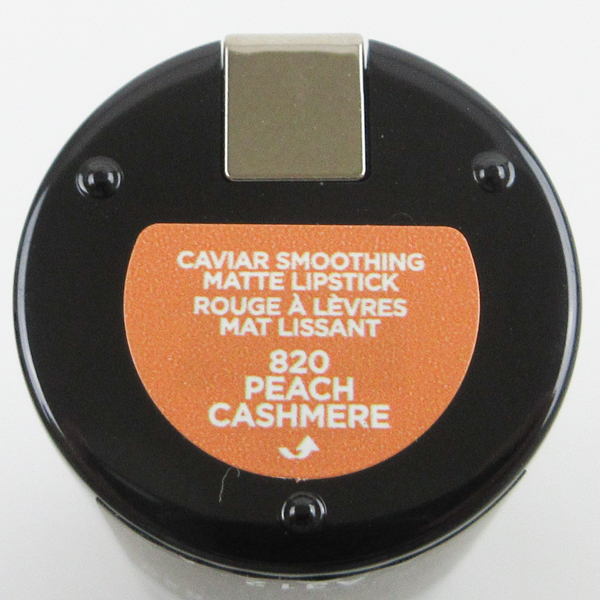 CAVIAR SMOOTHING
MATTE LIPSTICK
ROUGE À LÈVRES
MAT LISSANT
820
PEACH
CASHMERE